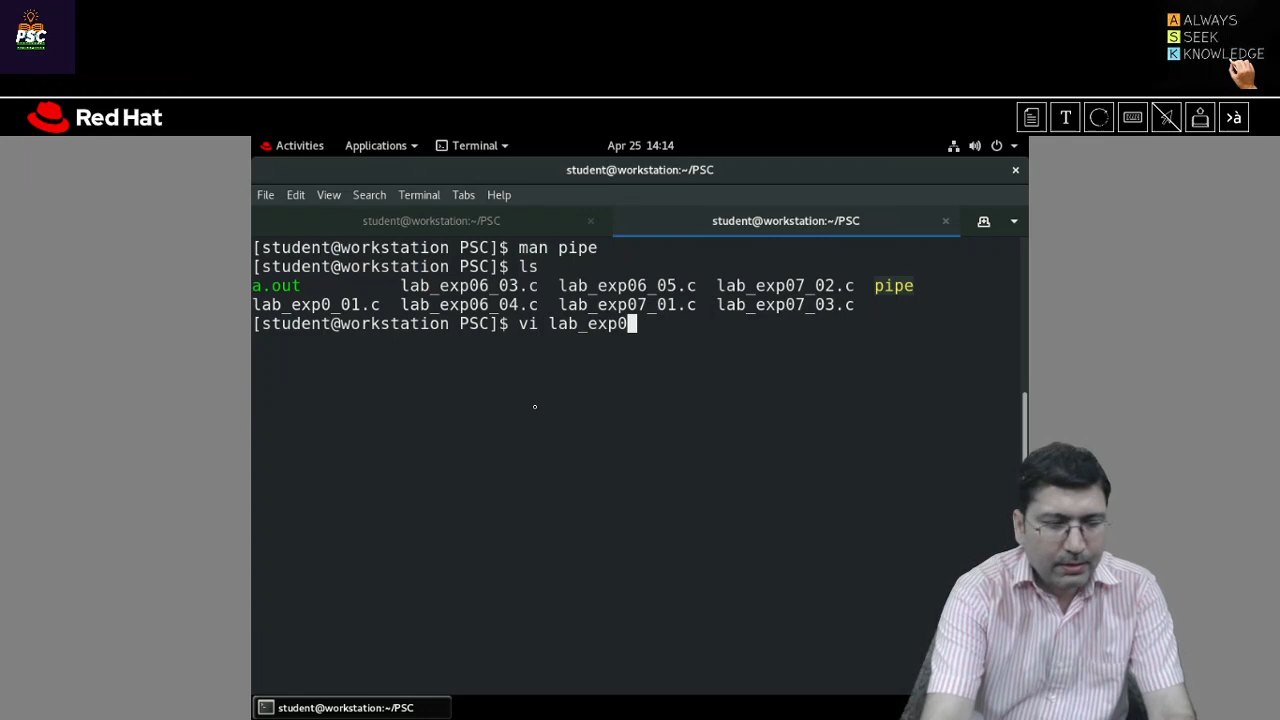 PSC
A ALWAYS
S SEEK
K KNOWLEDGE
Red Hat
T
>à
Activities Applications Terminal Apr 25 14:14
student@workstation:~/PSC ×
File Edit View Search Terminal Tabs Help
student@workstation:~/PSC × student@workstation:~/PSC ×
[student@workstation PSC]$ man pipe
[student@workstation PSC]$ ls
a.out lab_exp06_03.c lab_exp06_05.c lab_exp07_02.c pipe
lab_exp0_01.c lab_exp06_04.c lab_exp07_01.c lab_exp07_03.c
[student@workstation PSC]$ vi lab_exp0
student@workstation:~/PSC